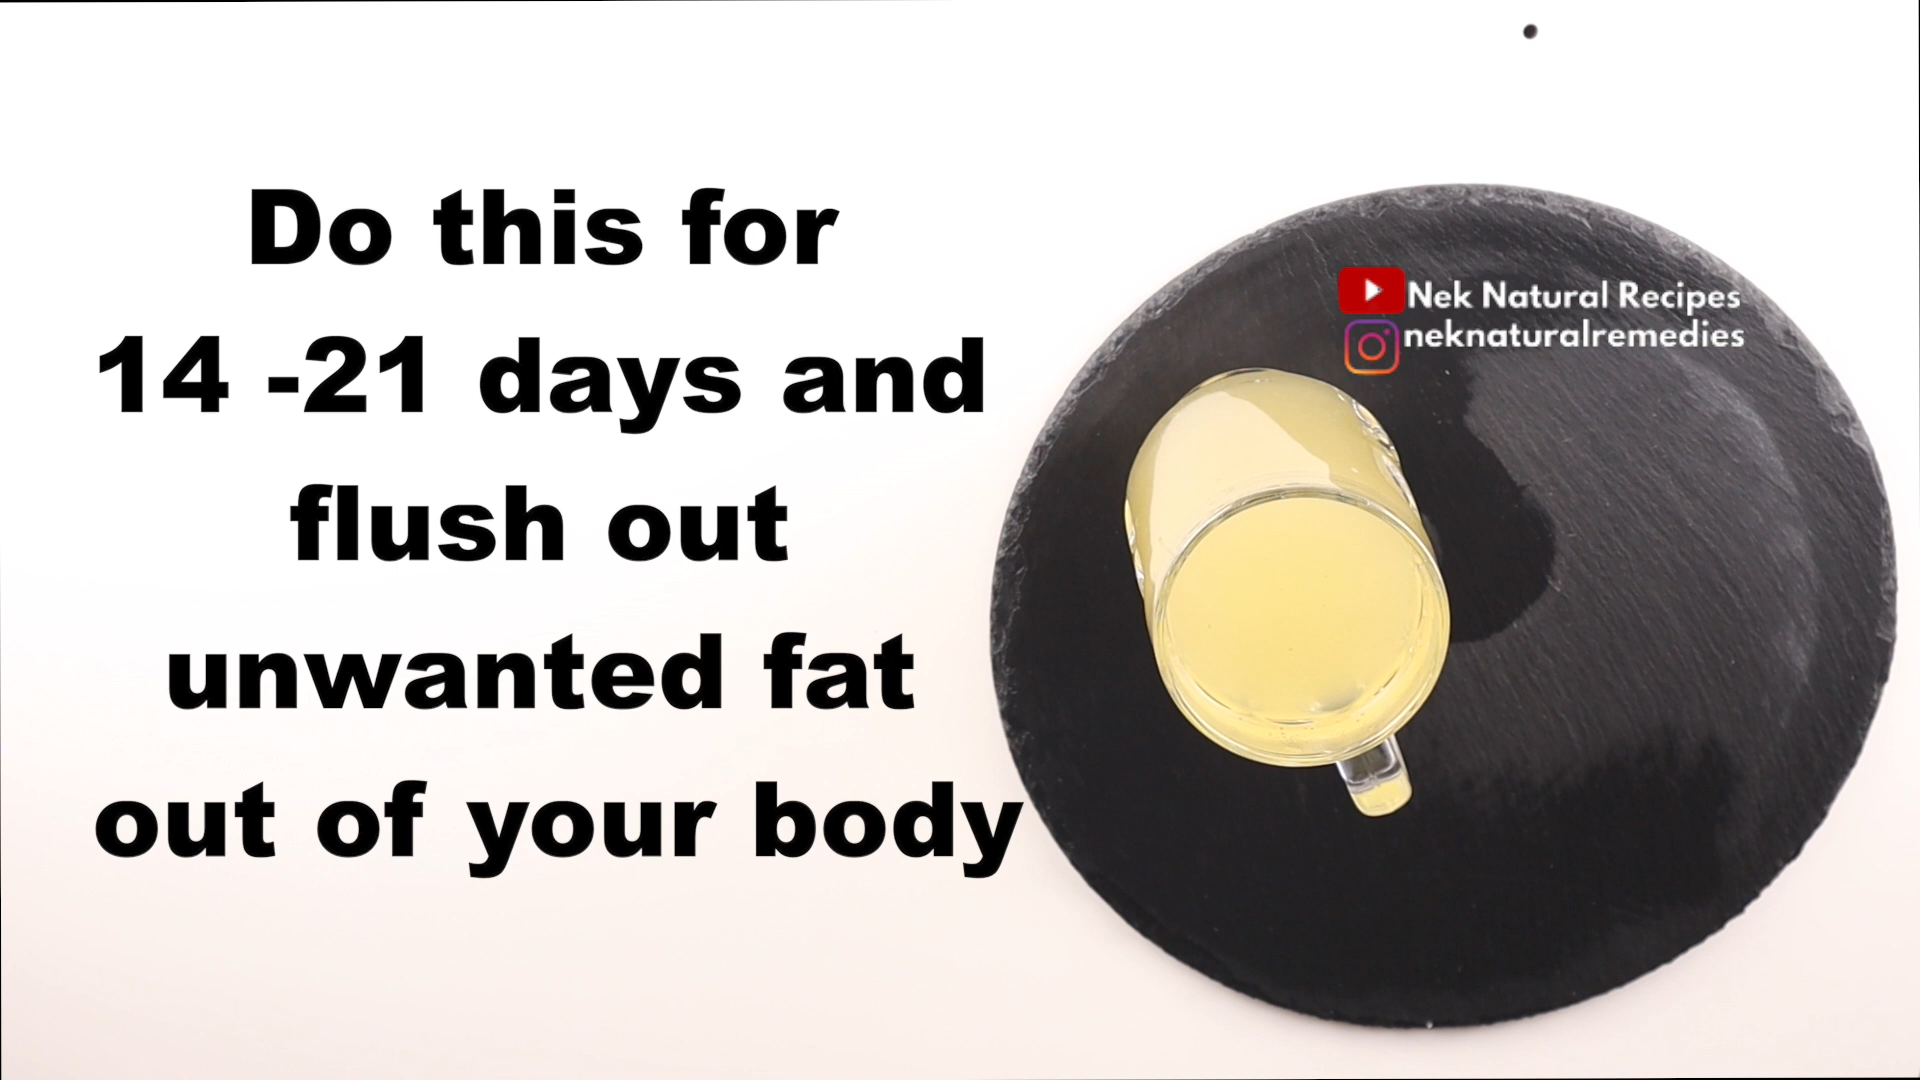 Do this for
14 -21 days and
flush out
unwanted fat
out of your body
Nek Natural Recipes
neknaturalremedies